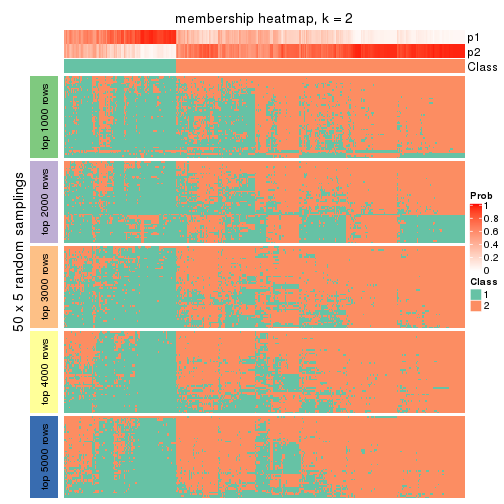 membership heatmap, k = 2
p1
p2
Class
50 x 5 random samplings
top 1000 rows
top 2000 rows
top 3000 rows
top 4000 rows
top 5000 rows
Prob
1
0.8
0.6
0.4
0.2
0
Class
1
2